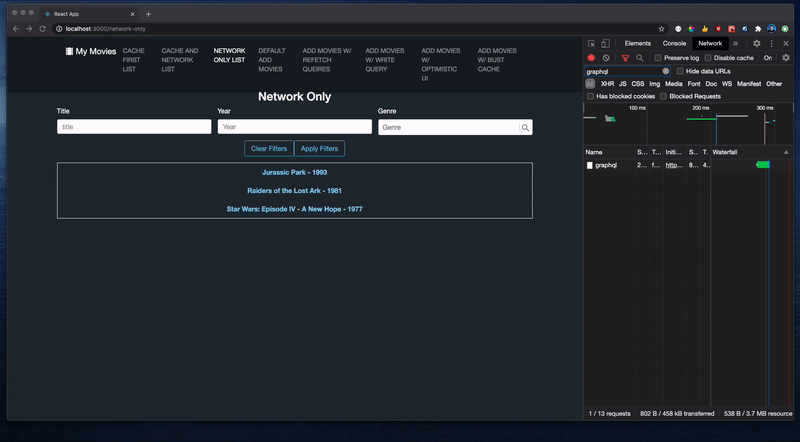 React App
localhost:3000/network-only
My Movies
CACHE FIRST LIST
CACHE AND NETWORK LIST
NETWORK ONLY LIST
DEFAULT ADD MOVIES
ADD MOVIES W/ REFETCH QUEIRES
ADD MOVIES W/ WRITE QUERY
ADD MOVIES W/ OPTIMISTIC UI
ADD MOVIES W/ BUST CACHE
Network Only
Title Year Genre
title Year Genre
Clear Filters Apply Filters
Jurassic Park - 1993
Raiders of the Lost Ark - 1981
Star Wars: Episode IV - A New Hope - 1977
Elements Console Network »
Preserve log Disable cache On
graphql Hide data URLs
All XHR JS CSS Img Media Font Doc WS Manifest Other
Has blocked cookies Blocked Requests
100 ms 200 ms 300 ms
Name S... T... Initi... S... T. Waterfall
graphql 2... f... http... 8... 4..
1 / 13 requests 802 B / 458 kB transferred 538 B / 3.7 MB resource